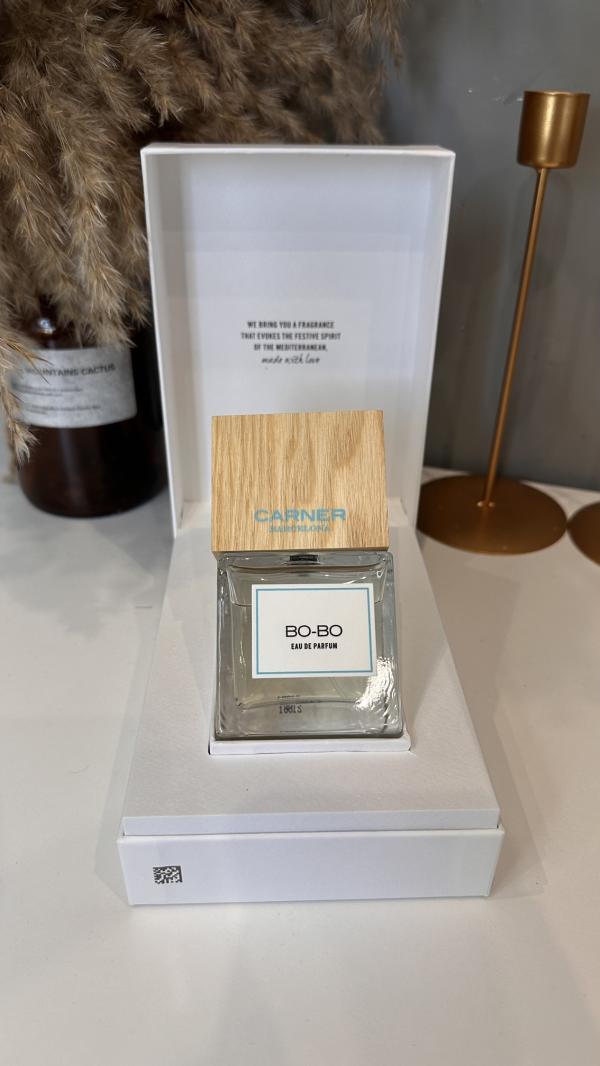 WE BRING YOU A FRAGRANCE
THAT EVOKES THE FESTIVE SPIRIT
OF THE MEDITERRANEAN,
made with love
MOUNTAINS CACTUS
CARNER
BARCELONA
BO-BO
EAU DE PARFUM